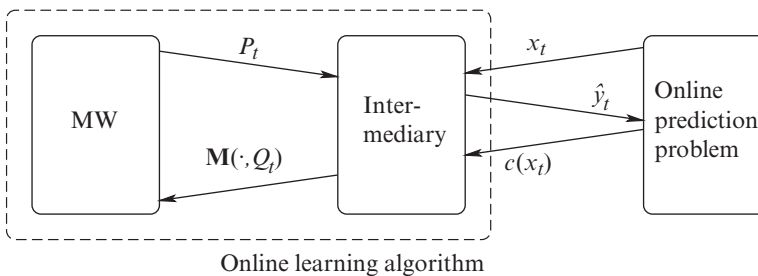 P_t
x_t
MW
Inter-
mediary
ŷ_t
Online
prediction
problem
M(·, Q_t)
c(x_t)
Online learning algorithm